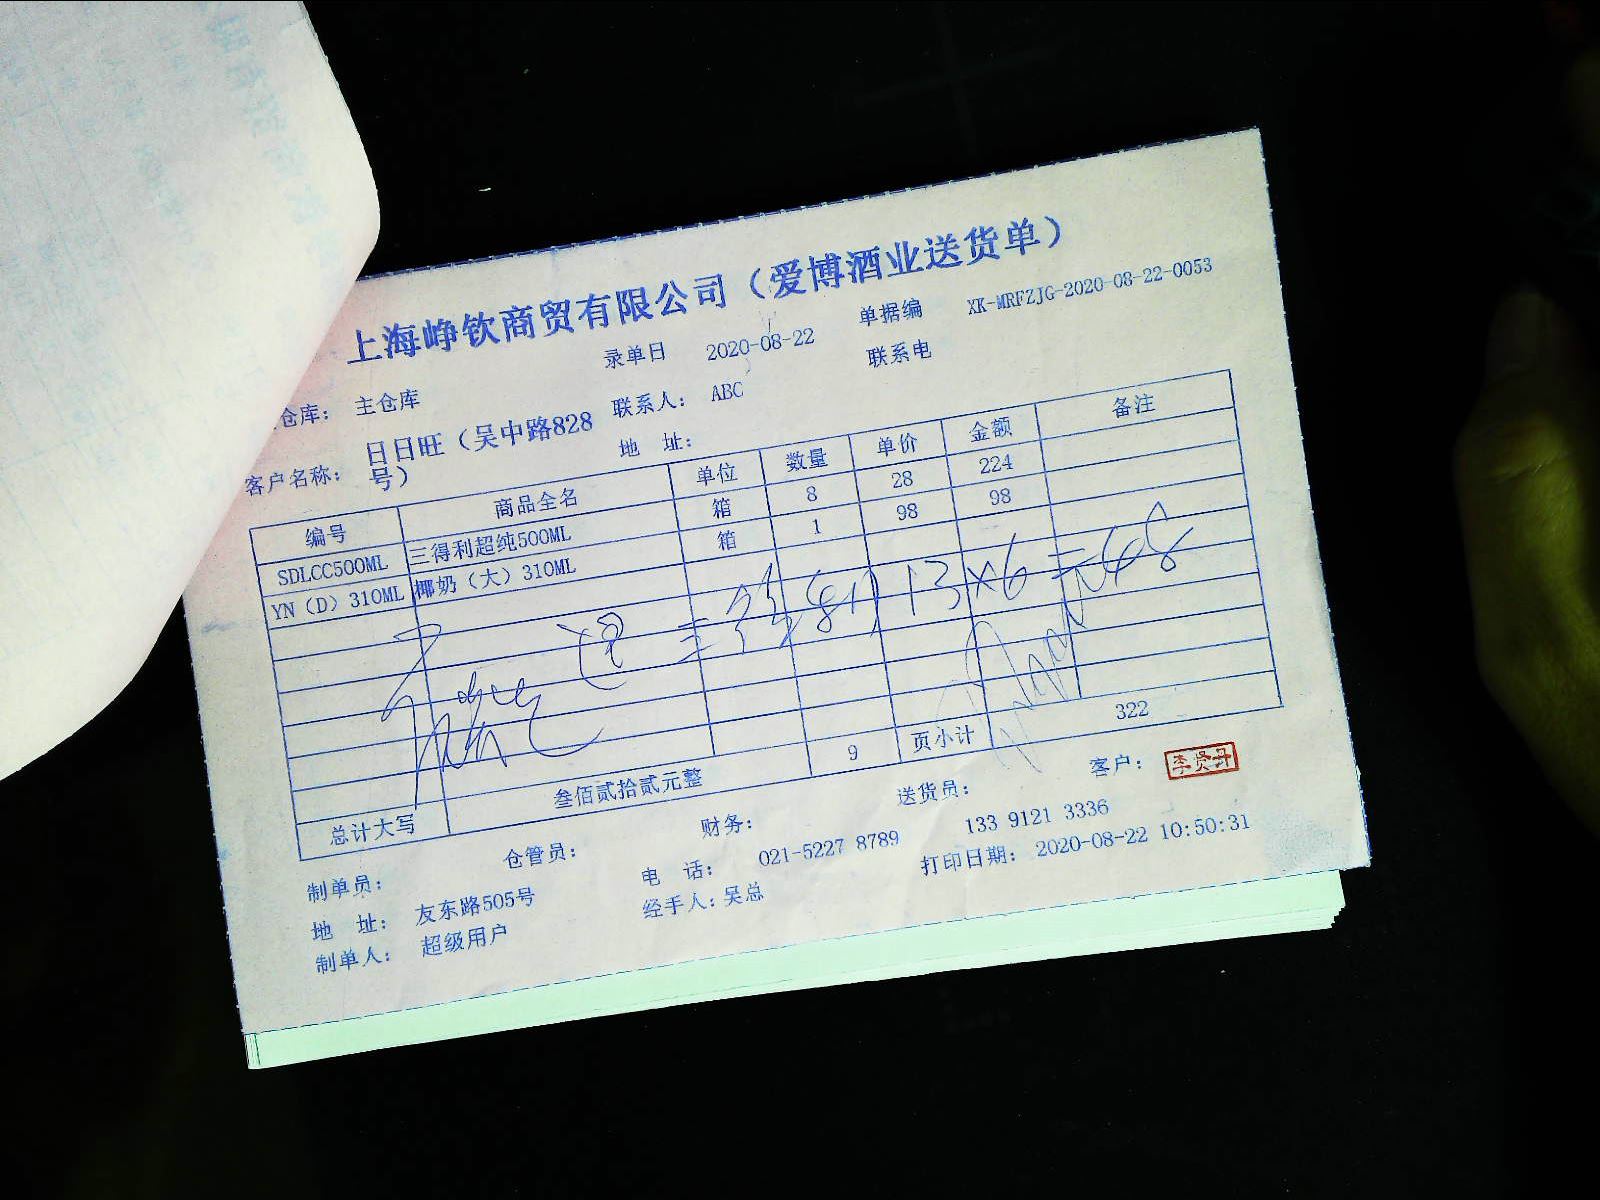 上海峥钦商贸有限公司（爱博酒业送货单）
录单日 2020-08-22 单据编 XK-MRFZJG-2020-08-22-0053
仓库： 主仓库 联系人： ABC 联系电
客户名称： 日日旺（吴中路828号） 地 址：
编号 商品全名 单位 数量 单价 金额 备注
SDLCC500ML 三得利超纯500ML 箱 8 28 224
YN（D）310ML 椰奶（大）310ML 箱 1 98 98
退 13×6 =48
9 页小计 322
总计大写 叁佰贰拾贰元整
制单员： 仓管员： 财务： 送货员： 客户： 李贤丹
地 址： 友东路505号 电 话： 021-5227 8789 133 9121 3336
制单人： 超级用户 经手人：吴总 打印日期： 2020-08-22 10:50:31